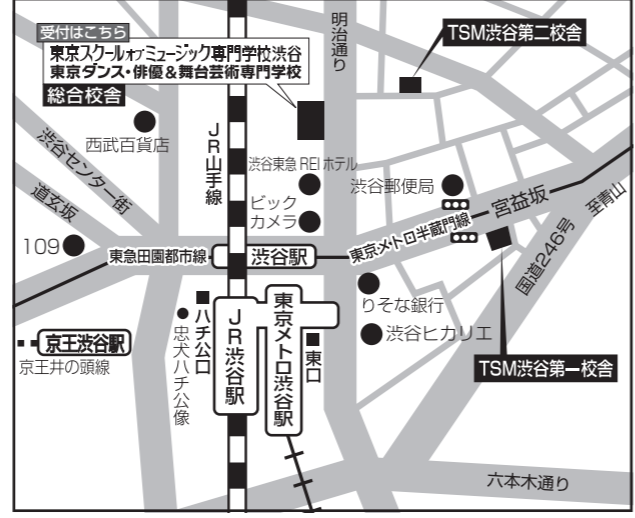 受付はこちら
東京スクールオブミュージック専門学校渋谷
東京ダンス・俳優&舞台芸術専門学校
総合校舎
明治通り
TSM渋谷第二校舎
西武百貨店
渋谷センター街
道玄坂
109
JR山手線
渋谷東急REIホテル
ビック
カメラ
渋谷郵便局
宮益坂
至青山
国道246号
東急田園都市線
渋谷駅
東京メトロ半蔵門線
りそな銀行
渋谷ヒカリエ
TSM渋谷第一校舎
京王渋谷駅
京王井の頭線
忠犬ハチ公像
ハチ公口
JR渋谷駅
東京メトロ渋谷駅
東口
六本木通り